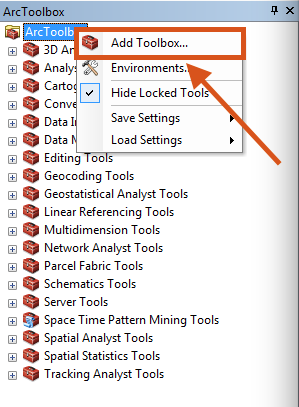 ArcToolbox
ArcToolbox
3D An
Add Toolbox...
Analys
Environments...
Cartog
Conve
Hide Locked Tools
Data In
Save Settings
Data M
Load Settings
Editing Tools
Geocoding Tools
Geostatistical Analyst Tools
Linear Referencing Tools
Multidimension Tools
Network Analyst Tools
Parcel Fabric Tools
Schematics Tools
Server Tools
Space Time Pattern Mining Tools
Spatial Analyst Tools
Spatial Statistics Tools
Tracking Analyst Tools